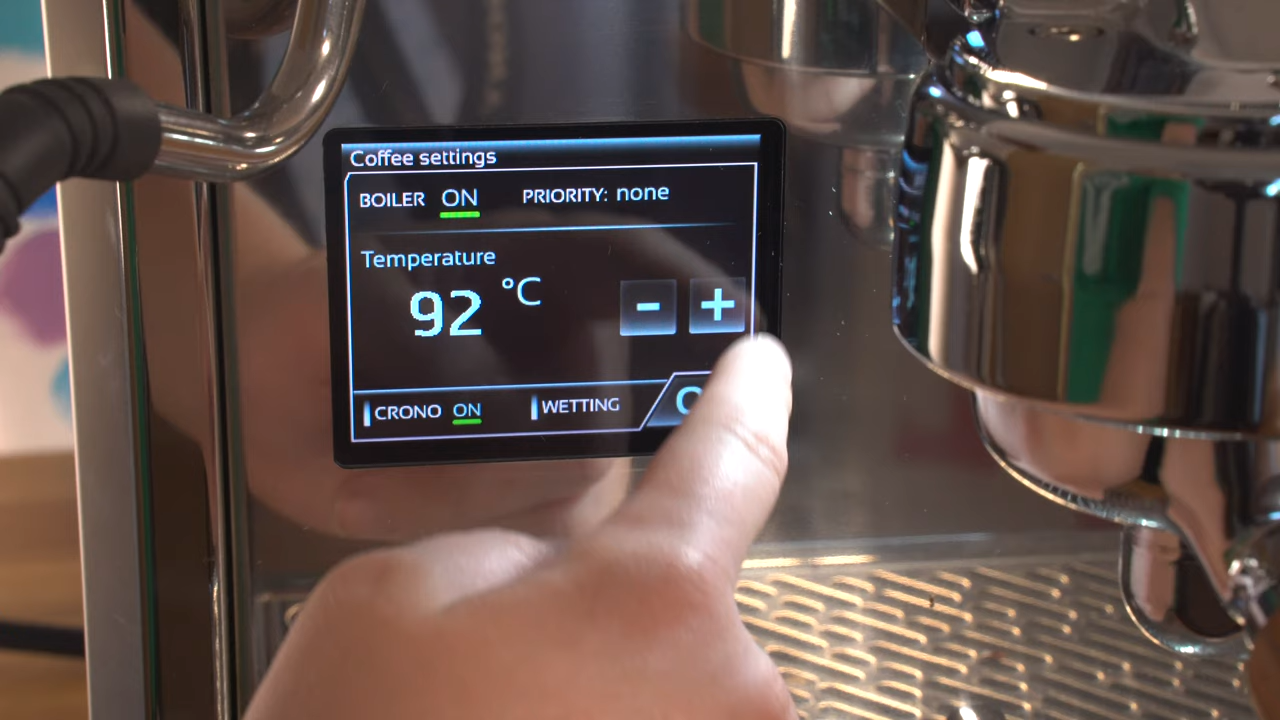 Coffee settings
BOILER ON PRIORITY: none
Temperature
92 °C
- +
CRONO ON WETTING